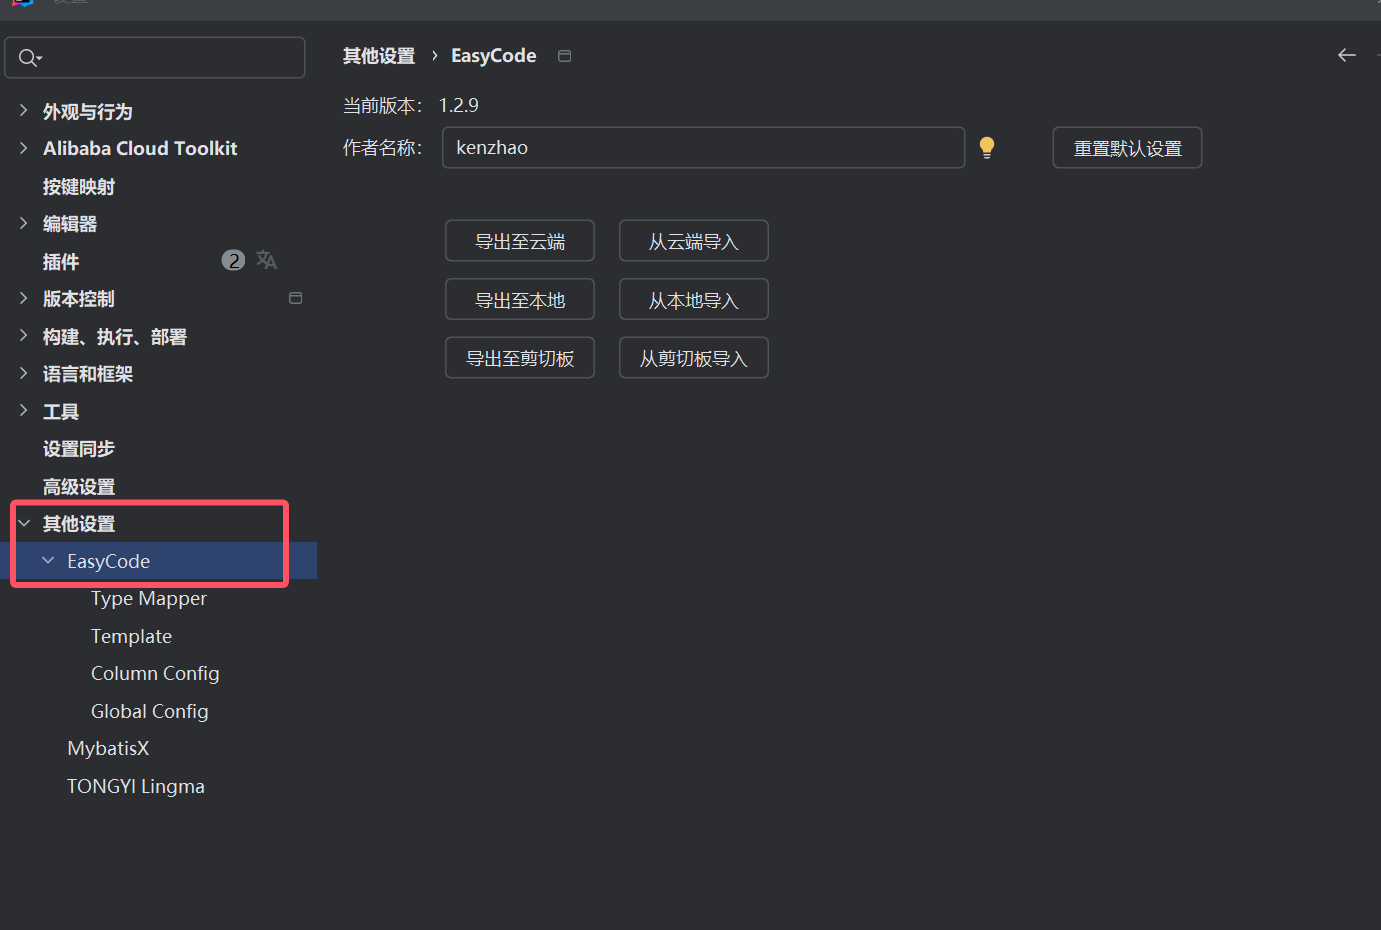 外观与行为
Alibaba Cloud Toolkit
按键映射
编辑器
插件 2
版本控制
构建、执行、部署
语言和框架
工具
设置同步
高级设置
其他设置
EasyCode
Type Mapper
Template
Column Config
Global Config
MybatisX
TONGYI Lingma
其他设置 › EasyCode
当前版本： 1.2.9
作者名称： kenzhao 重置默认设置
导出至云端 从云端导入
导出至本地 从本地导入
导出至剪切板 从剪切板导入